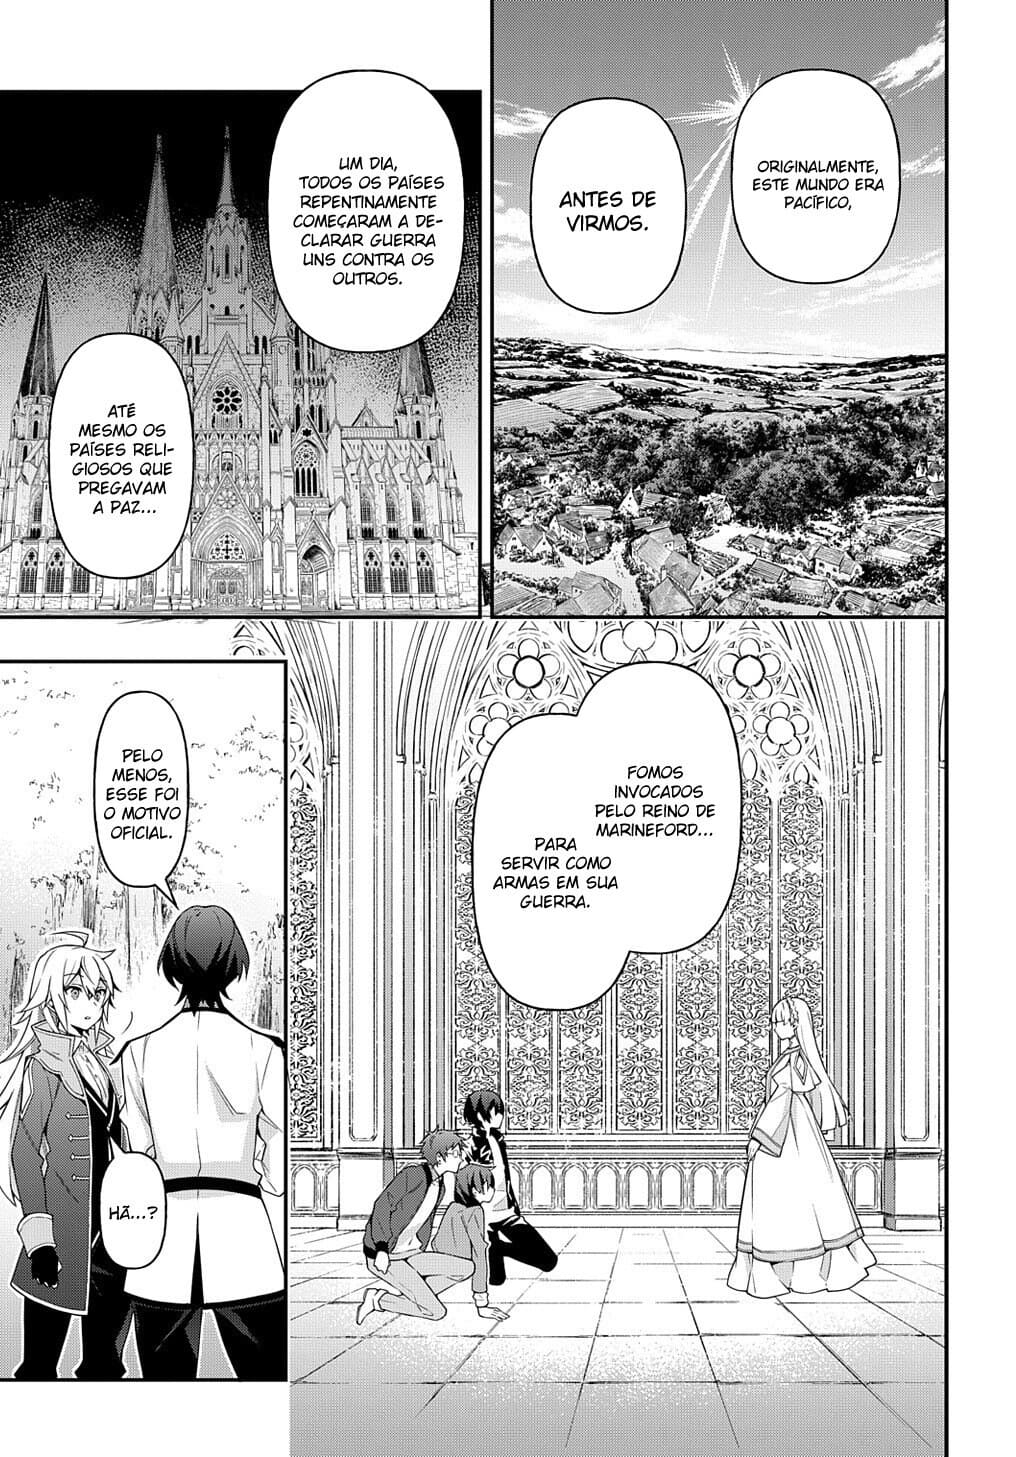 ORIGINALMENTE,
ESTE MUNDO ERA
PACÍFICO,
ANTES DE
VIRMOS.
UM DIA,
TODOS OS PAÍSES
REPENTINAMENTE
COMEÇARAM A DE-
CLARAR GUERRA
UNS CONTRA OS
OUTROS.
ATÉ
MESMO OS
PAÍSES RELI-
GIOSOS QUE
PREGAVAM
A PAZ...
FOMOS
INVOCADOS
PELO REINO DE
MARINEFORD...
PARA
SERVIR COMO
ARMAS EM SUA
GUERRA.
PELO
MENOS,
ESSE FOI
O MOTIVO
OFICIAL.
HÃ...?